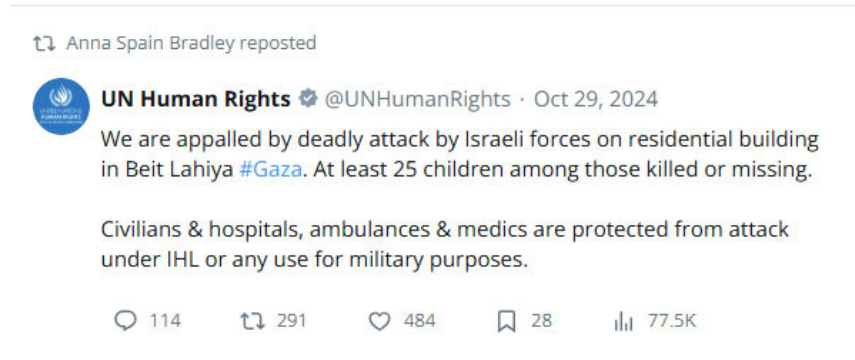 Anna Spain Bradley reposted
UN Human Rights @UNHumanRights · Oct 29, 2024
We are appalled by deadly attack by Israeli forces on residential building
in Beit Lahiya #Gaza. At least 25 children among those killed or missing.
Civilians & hospitals, ambulances & medics are protected from attack
under IHL or any use for military purposes.
114 291 484 28 77.5K